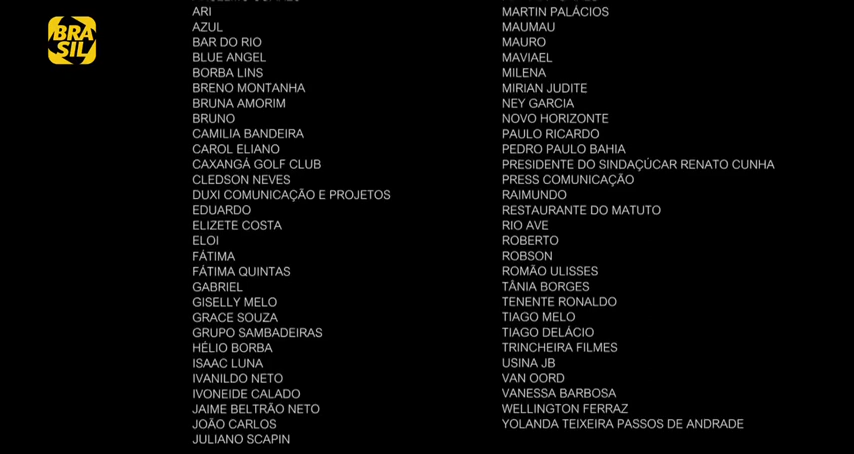 BRA
SIL
ARI
AZUL
BAR DO RIO
BLUE ANGEL
BORBA LINS
BRENO MONTANHA
BRUNA AMORIM
BRUNO
CAMILIA BANDEIRA
CAROL ELIANO
CAXANGÁ GOLF CLUB
CLEDSON NEVES
DUXI COMUNICAÇÃO E PROJETOS
EDUARDO
ELIZETE COSTA
ELOI
FÁTIMA
FÁTIMA QUINTAS
GABRIEL
GISELLY MELO
GRACE SOUZA
GRUPO SAMBADEIRAS
HÉLIO BORBA
ISAAC LUNA
IVANILDO NETO
IVONEIDE CALADO
JAIME BELTRÃO NETO
JOÃO CARLOS
JULIANO SCAPIN
MARTIN PALÁCIOS
MAUMAU
MAURO
MAVIAEL
MILENA
MIRIAN JUDITE
NEY GARCIA
NOVO HORIZONTE
PAULO RICARDO
PEDRO PAULO BAHIA
PRESIDENTE DO SINDAÇÚCAR RENATO CUNHA
PRESS COMUNICAÇÃO
RAIMUNDO
RESTAURANTE DO MATUTO
RIO AVE
ROBERTO
ROBSON
ROMÃO ULISSES
TÂNIA BORGES
TENENTE RONALDO
TIAGO MELO
TIAGO DELÁCIO
TRINCHEIRA FILMES
USINA JB
VAN OORD
VANESSA BARBOSA
WELLINGTON FERRAZ
YOLANDA TEIXEIRA PASSOS DE ANDRADE